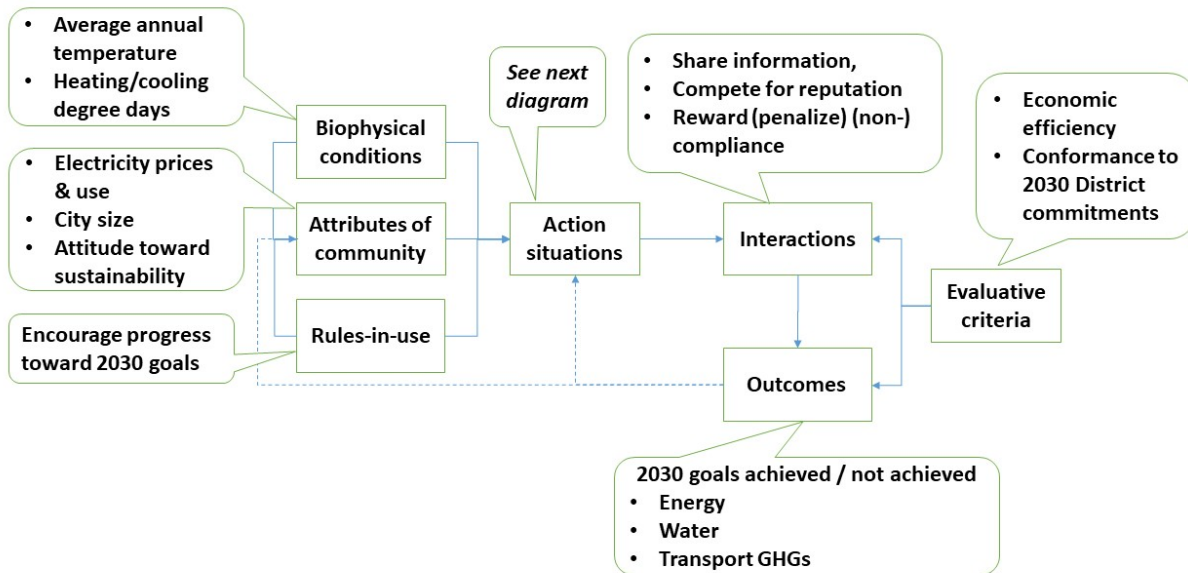 • Average annual
temperature
• Heating/cooling
degree days
Biophysical
conditions
• Electricity prices
& use
• City size
• Attitude toward
sustainability
Attributes of
community
Encourage progress
toward 2030 goals
Rules-in-use
See next
diagram
Action
situations
• Share information,
• Compete for reputation
• Reward (penalize) (non-)
compliance
Interactions
• Economic
efficiency
• Conformance to
2030 District
commitments
Evaluative
criteria
Outcomes
2030 goals achieved / not achieved
• Energy
• Water
• Transport GHGs